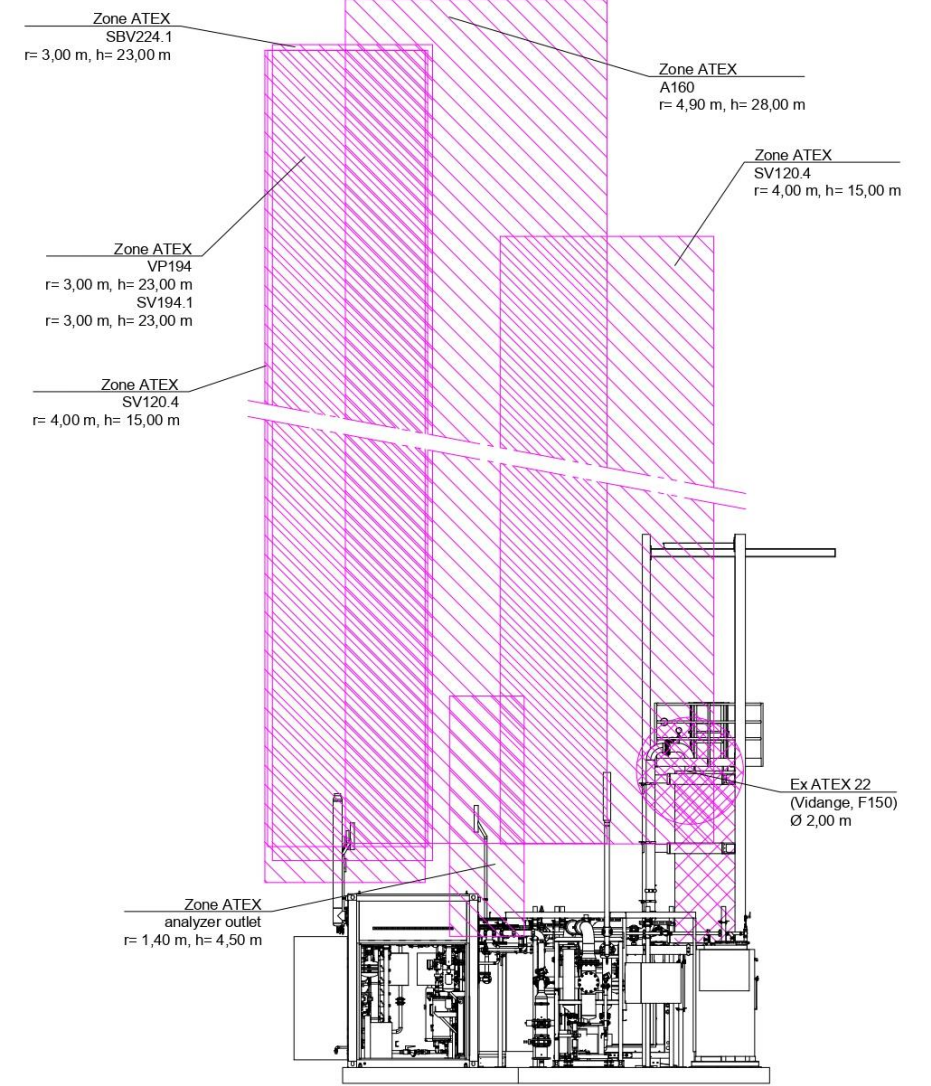 Zone ATEX
SBV224.1
r= 3,00 m, h= 23,00 m
Zone ATEX
A160
r= 4,90 m, h= 28,00 m
Zone ATEX
SV120.4
r= 4,00 m, h= 15,00 m
Zone ATEX
VP194
r= 3,00 m, h= 23,00 m
SV194.1
r= 3,00 m, h= 23,00 m
Zone ATEX
SV120.4
r= 4,00 m, h= 15,00 m
Ex ATEX 22
(Vidange, F150)
Ø 2,00 m
Zone ATEX
analyzer outlet
r= 1,40 m, h= 4,50 m